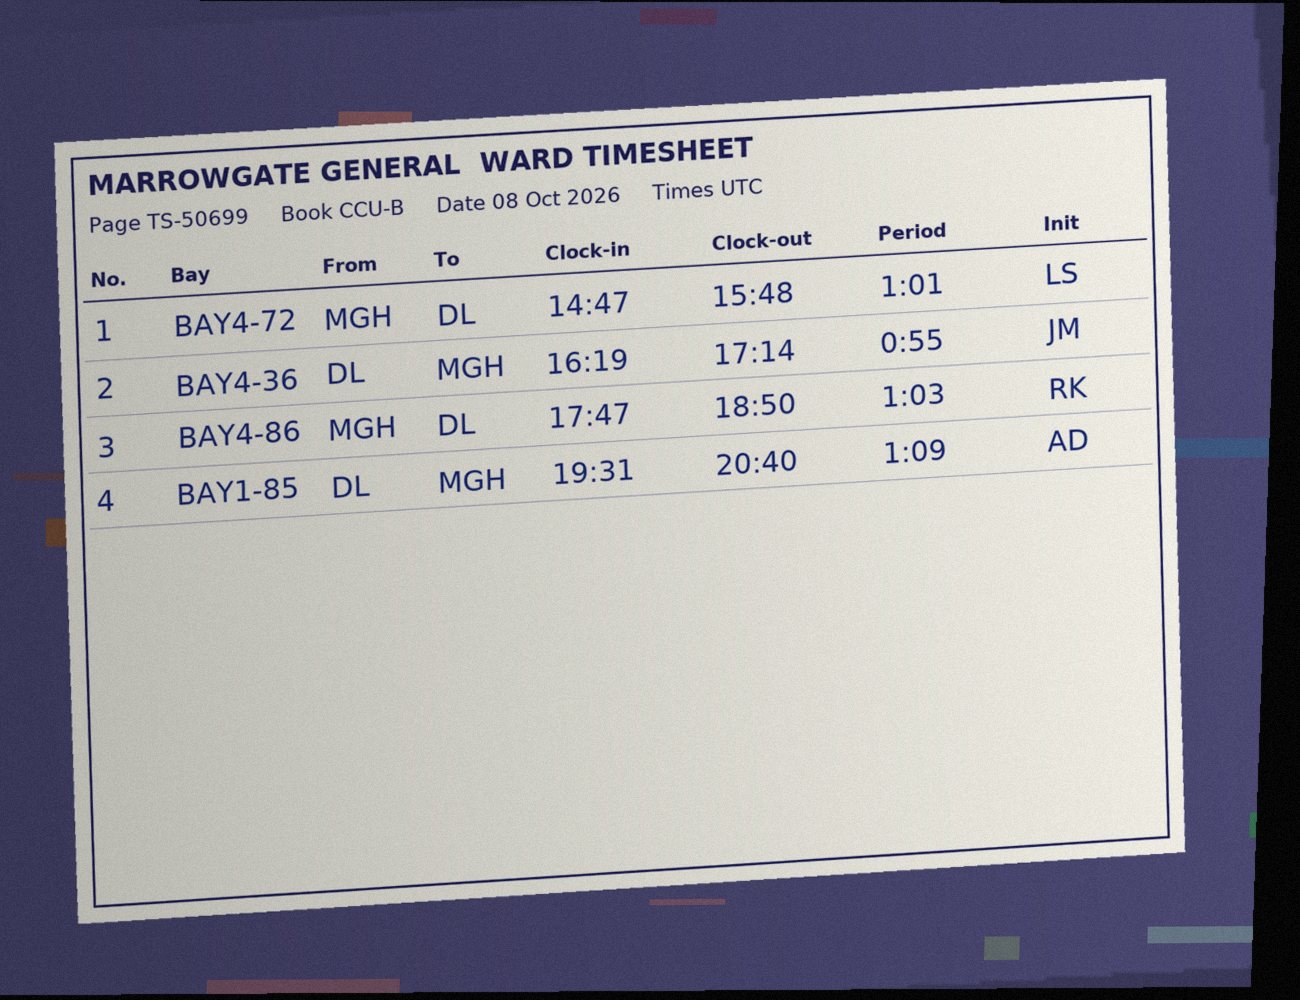 MARROWGATE GENERAL WARD TIMESHEET
Page TS-50699 Book CCU-B Date 08 Oct 2026 Times UTC
No. Bay From To Clock-in Clock-out Period Init
1 BAY4-72 MGH DL 14:47 15:48 1:01 LS
2 BAY4-36 DL MGH 16:19 17:14 0:55 JM
3 BAY4-86 MGH DL 17:47 18:50 1:03 RK
4 BAY1-85 DL MGH 19:31 20:40 1:09 AD